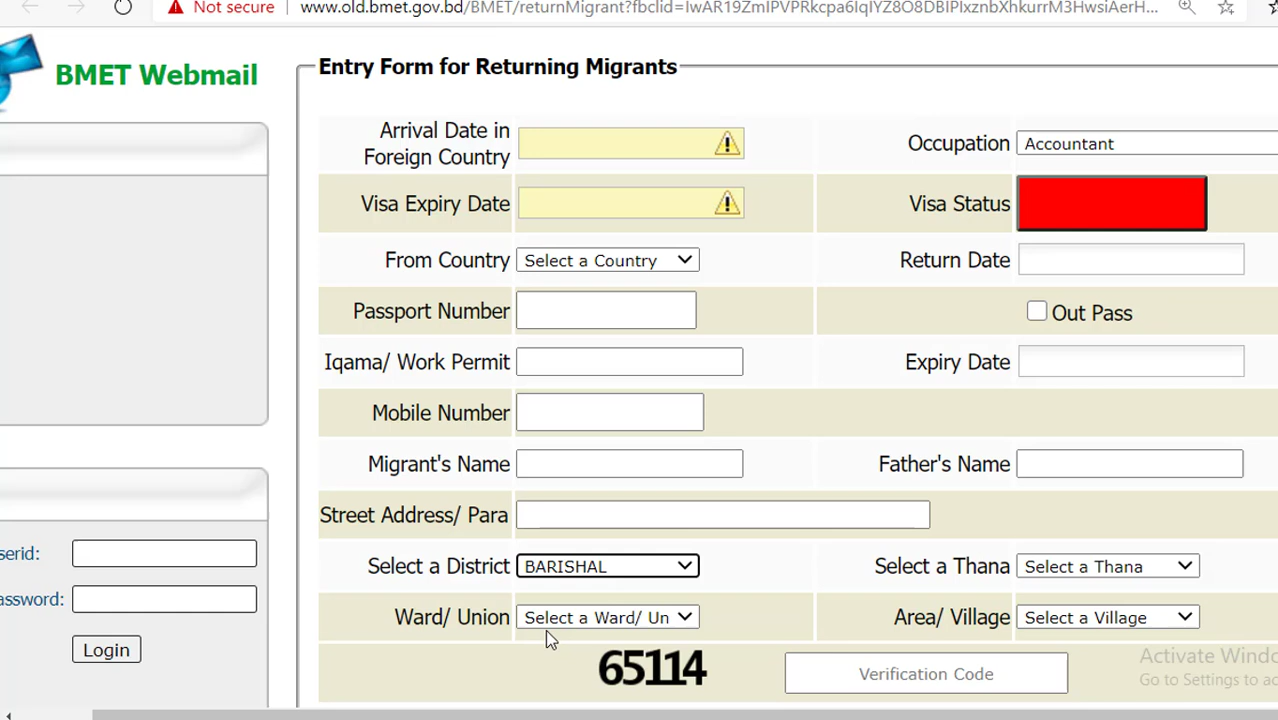 Not secure www.old.bmet.gov.bd/BMET/returnMigrant?fbclid=IwAR19ZmIPVPRkcpa6IqIYZ8O8DBIPIxznbXhkurrM3HwsiAerH...
BMET Webmail
Entry Form for Returning Migrants
Arrival Date in
Foreign Country
Occupation Accountant
Visa Expiry Date Visa Status
From Country Select a Country Return Date
Passport Number Out Pass
Iqama/ Work Permit Expiry Date
Mobile Number
Migrant's Name Father's Name
Street Address/ Para
serid:
Select a District BARISHAL Select a Thana Select a Thana
assword:
Ward/ Union Select a Ward/ Un Area/ Village Select a Village
Login
65114 Verification Code
Activate Windo
Go to Settings to ac